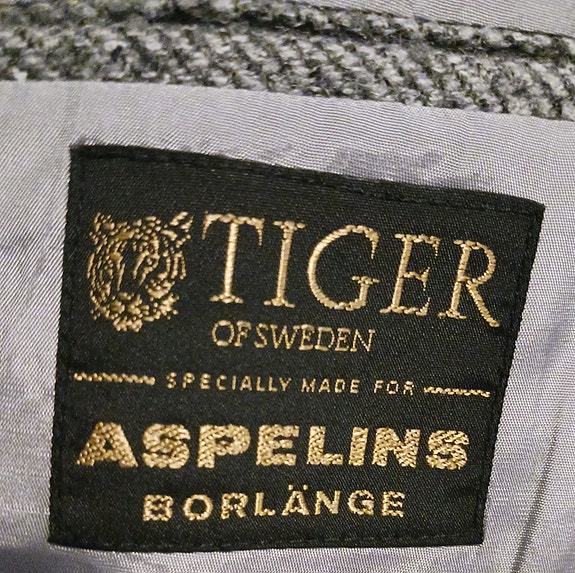 TIGER
OF SWEDEN
SPECIALLY MADE FOR
ASPELINS
BORLÄNGE